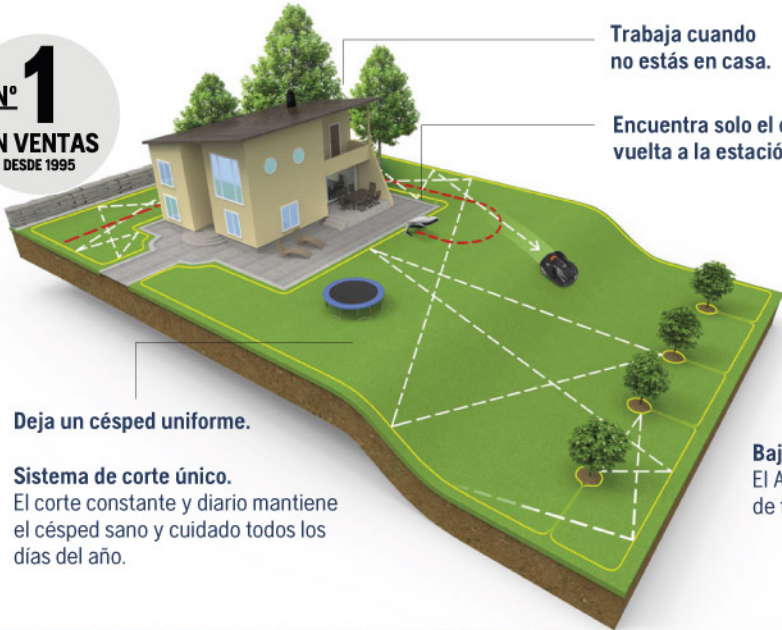 Nº 1
N VENTAS
DESDE 1995
Trabaja cuando
no estás en casa.
Encuentra solo el
vuelta a la estació
Deja un césped uniforme.
Sistema de corte único.
El corte constante y diario mantiene
el césped sano y cuidado todos los
días del año.
Baj
El A
de